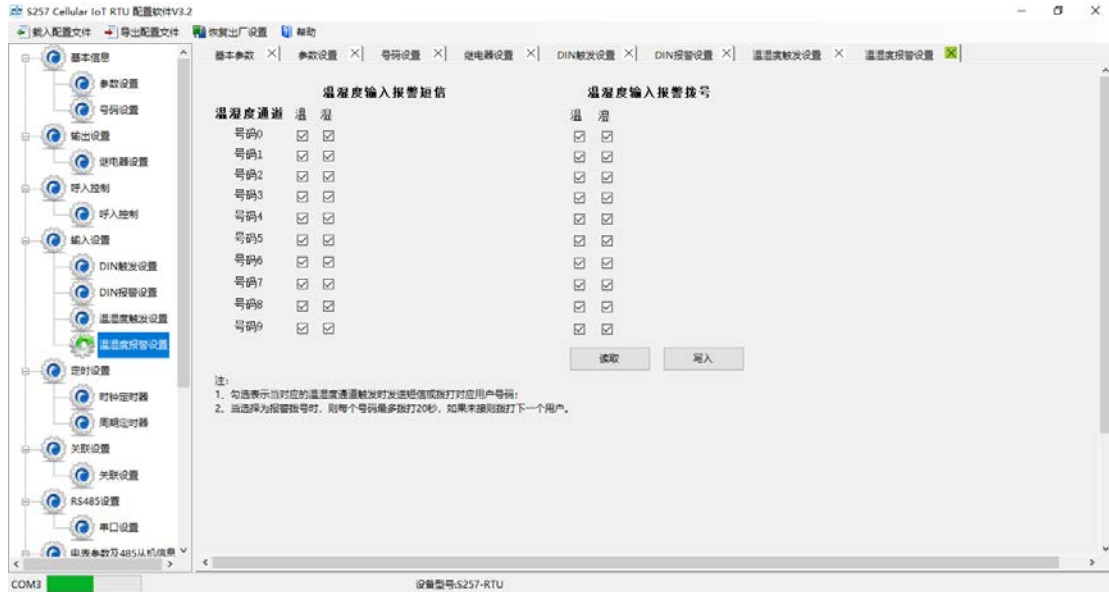 S257 Cellular IoT RTU 配置软件V3.2
载入配置文件 导出配置文件 恢复出厂设置 帮助
基本信息
参数设置
号码设置
输出设置
继电器设置
呼入控制
呼入控制
输入设置
DIN触发设置
DIN报警设置
温湿度触发设置
温湿度报警设置
定时设置
时钟定时器
周期定时器
关联设置
关联设置
RS485设置
串口设置
电表参数及485从机信息
基本参数 参数设置 号码设置 继电器设置 DIN触发设置 DIN报警设置 温湿度触发设置 温湿度报警设置
温湿度输入报警短信 温湿度输入报警拨号
温湿度通道 温 湿 温 湿
号码0
号码1
号码2
号码3
号码4
号码5
号码6
号码7
号码8
号码9
读取 写入
注:
1、勾选表示当对应的温湿度通道触发时发送短信或拨打对应用户号码;
2、当选择为报警拨号时,则每个号码最多拨打20秒,如果未接则拨打下一个用户。
COM3 设备型号:S257-RTU